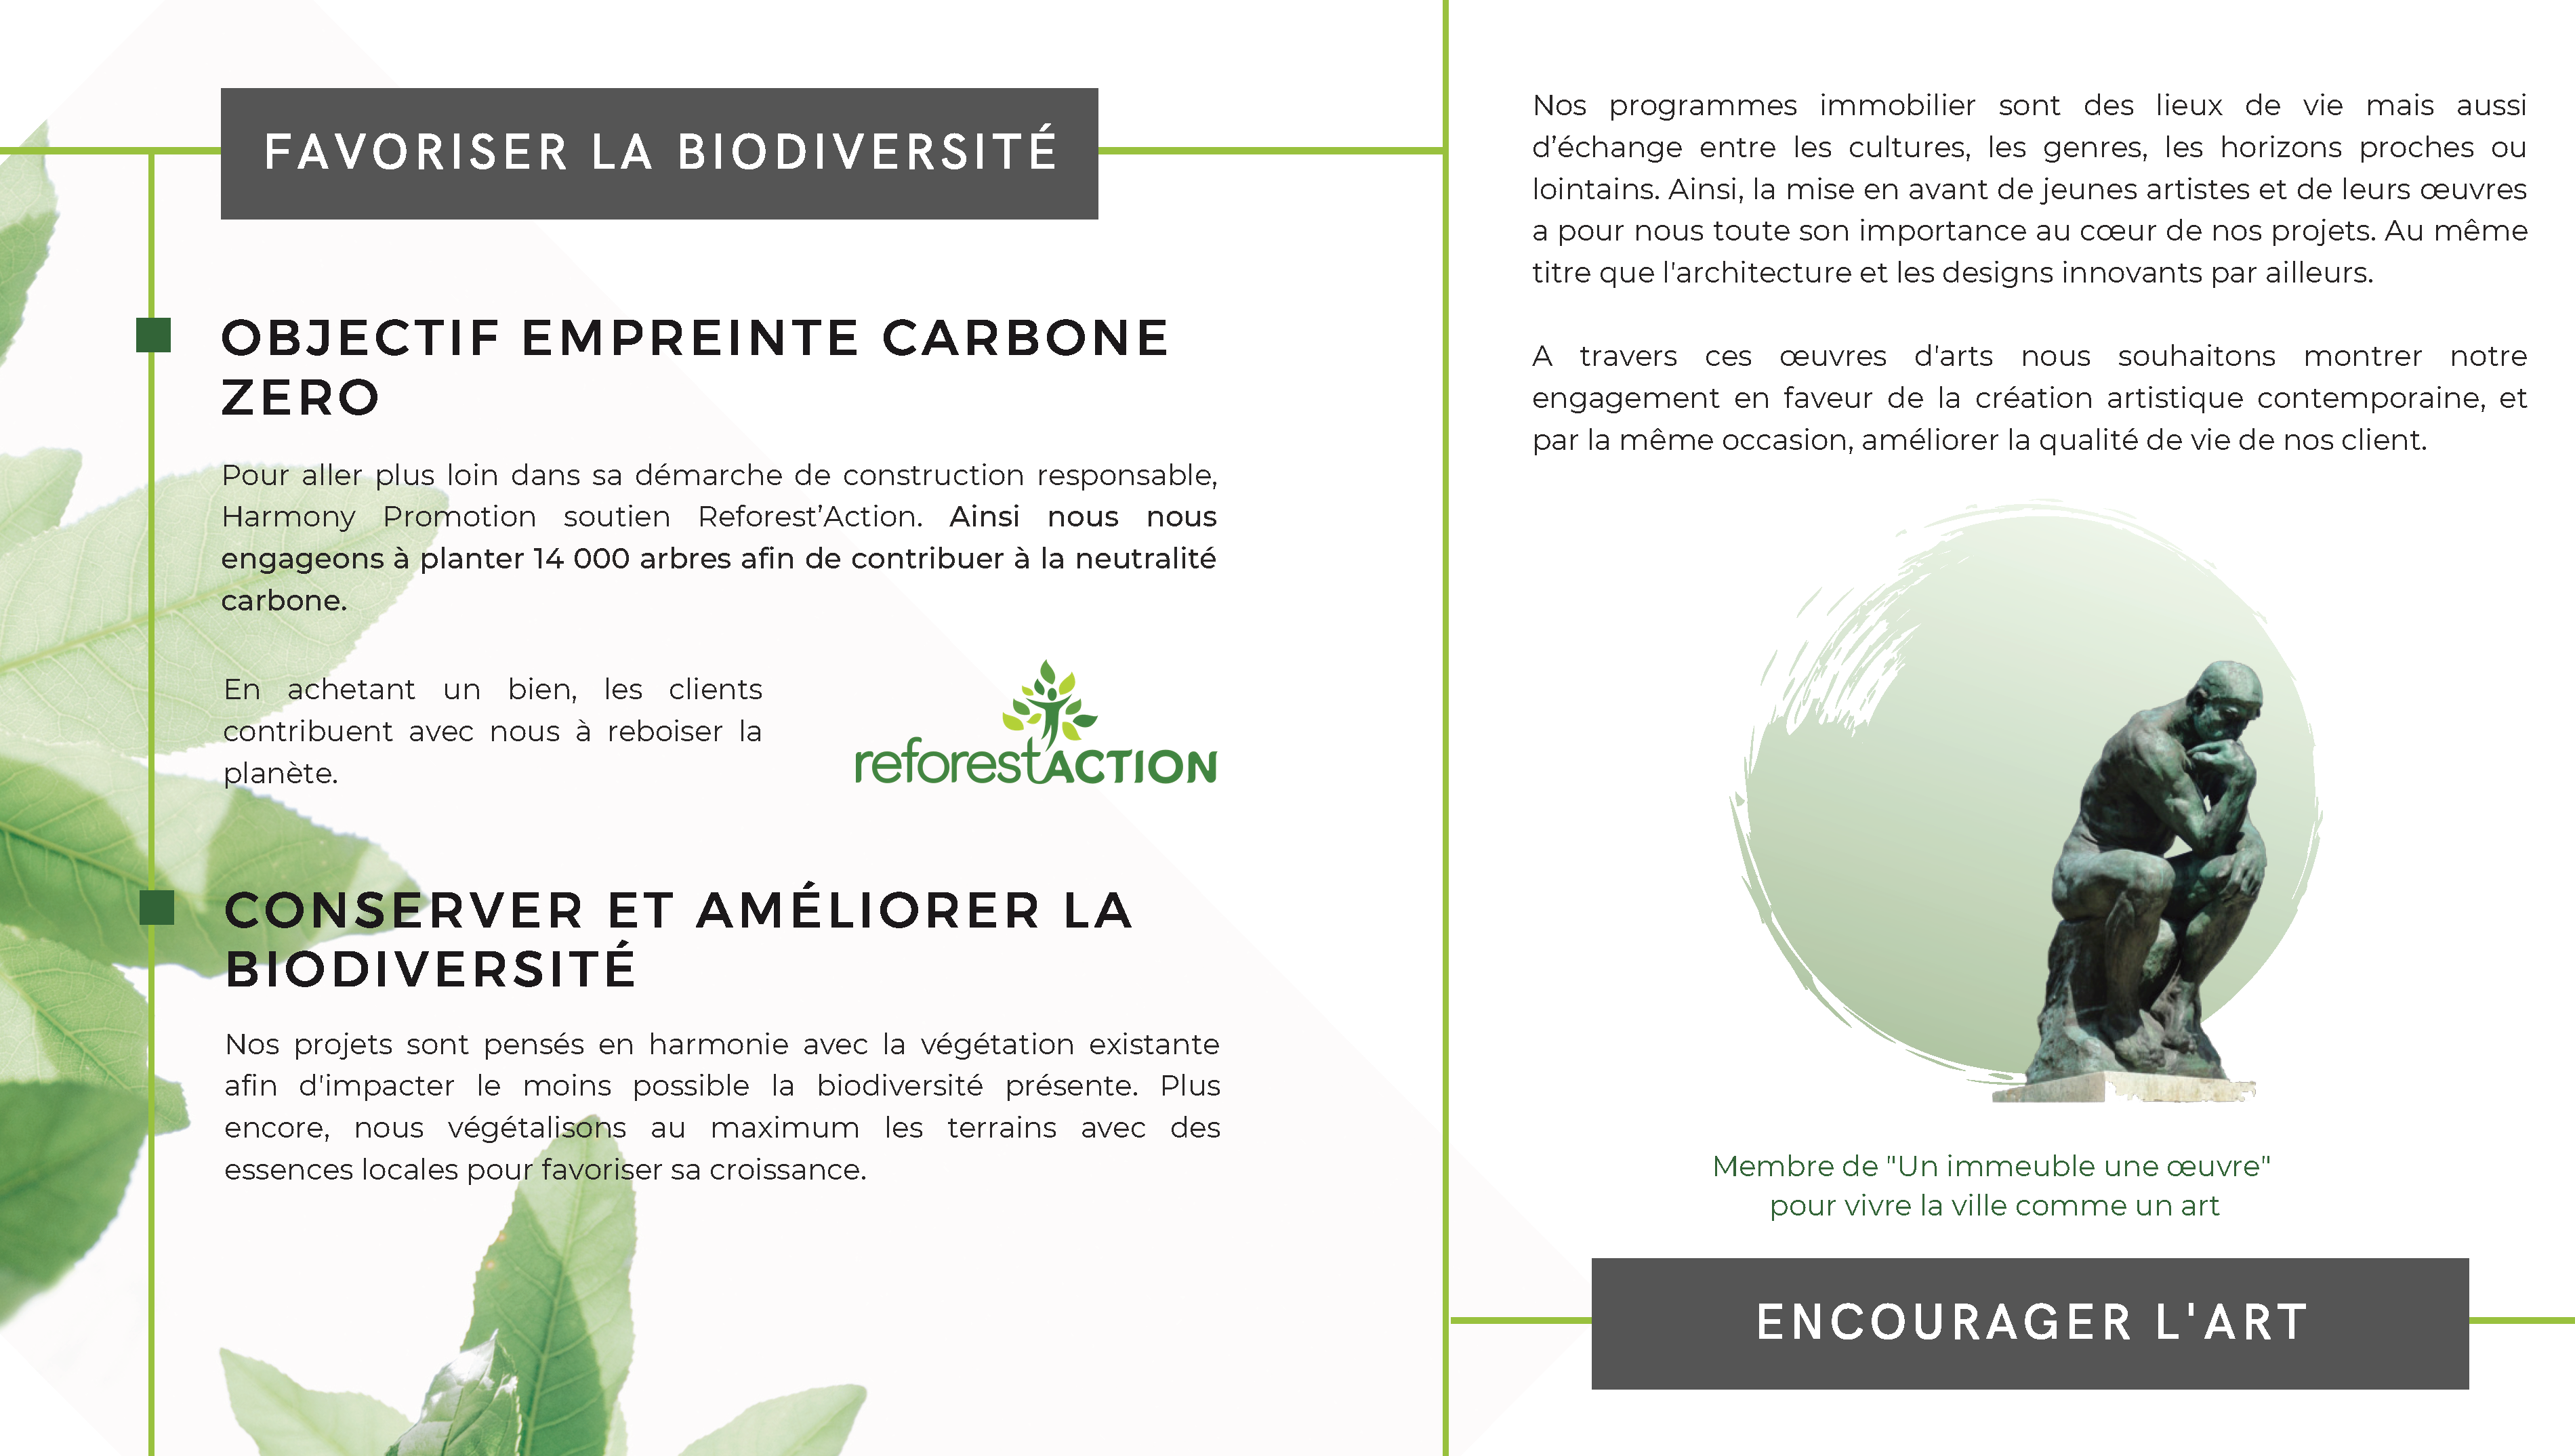 FAVORISER LA BIODIVERSITÉ
OBJECTIF EMPREINTE CARBONE
ZERO
Pour aller plus loin dans sa démarche de construction responsable,
Harmony Promotion soutien Reforest’Action. Ainsi nous nous
engageons à planter 14 000 arbres afin de contribuer à la neutralité
carbone.
En achetant un bien, les clients
contribuent avec nous à reboiser la
planète.
reforestACTION
CONSERVER ET AMÉLIORER LA
BIODIVERSITÉ
Nos projets sont pensés en harmonie avec la végétation existante
afin d'impacter le moins possible la biodiversité présente. Plus
encore, nous végétalisons au maximum les terrains avec des
essences locales pour favoriser sa croissance.
Nos programmes immobilier sont des lieux de vie mais aussi
d’échange entre les cultures, les genres, les horizons proches ou
lointains. Ainsi, la mise en avant de jeunes artistes et de leurs œuvres
a pour nous toute son importance au cœur de nos projets. Au même
titre que l'architecture et les designs innovants par ailleurs.
A travers ces œuvres d'arts nous souhaitons montrer notre
engagement en faveur de la création artistique contemporaine, et
par la même occasion, améliorer la qualité de vie de nos client.
Membre de "Un immeuble une œuvre"
pour vivre la ville comme un art
ENCOURAGER L'ART